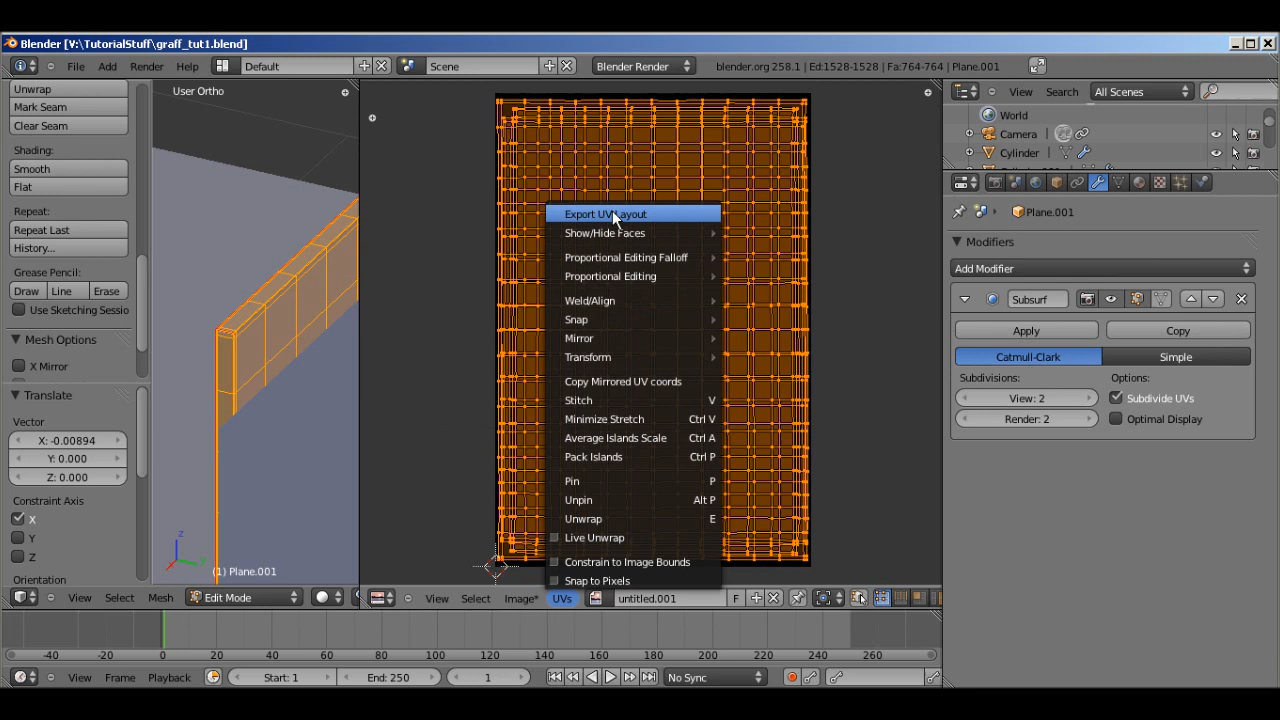 Blender [V:\TutorialStuff\graff_tut1.blend]
File Add Render Help Default Scene Blender Render blender.org 258.1 | Ed:1528-1528 | Fa:764-764 | Plane.001
Unwrap
Mark Seam
Clear Seam
Shading:
Smooth
Flat
Repeat:
Repeat Last
History...
Grease Pencil:
Draw Line Erase
Use Sketching Sessio
Mesh Options
X Mirror
Translate
Vector
X: -0.00894
Y: 0.000
Z: 0.000
Constraint Axis
X
Y
Z
Orientation
User Ortho
z
y
x
(1) Plane.001
View Select Mesh Edit Mode
Export UV Layout
Show/Hide Faces
Proportional Editing Falloff
Proportional Editing
Weld/Align
Snap
Mirror
Transform
Copy Mirrored UV coords
Stitch V
Minimize Stretch Ctrl V
Average Islands Scale Ctrl A
Pack Islands Ctrl P
Pin P
Unpin Alt P
Unwrap E
Live Unwrap
Constrain to Image Bounds
Snap to Pixels
View Select Image* UVs untitled.001 F
View Search All Scenes
World
Camera
Cylinder
Plane.001
Modifiers
Add Modifier
Subsurf
Apply Copy
Catmull-Clark Simple
Subdivisions: Options:
View: 2 Subdivide UVs
Render: 2 Optimal Display
-40 -20 0 20 40 60 80 100 120 140 160 180 200 220 240 260
View Frame Playback Start: 1 End: 250 1 No Sync